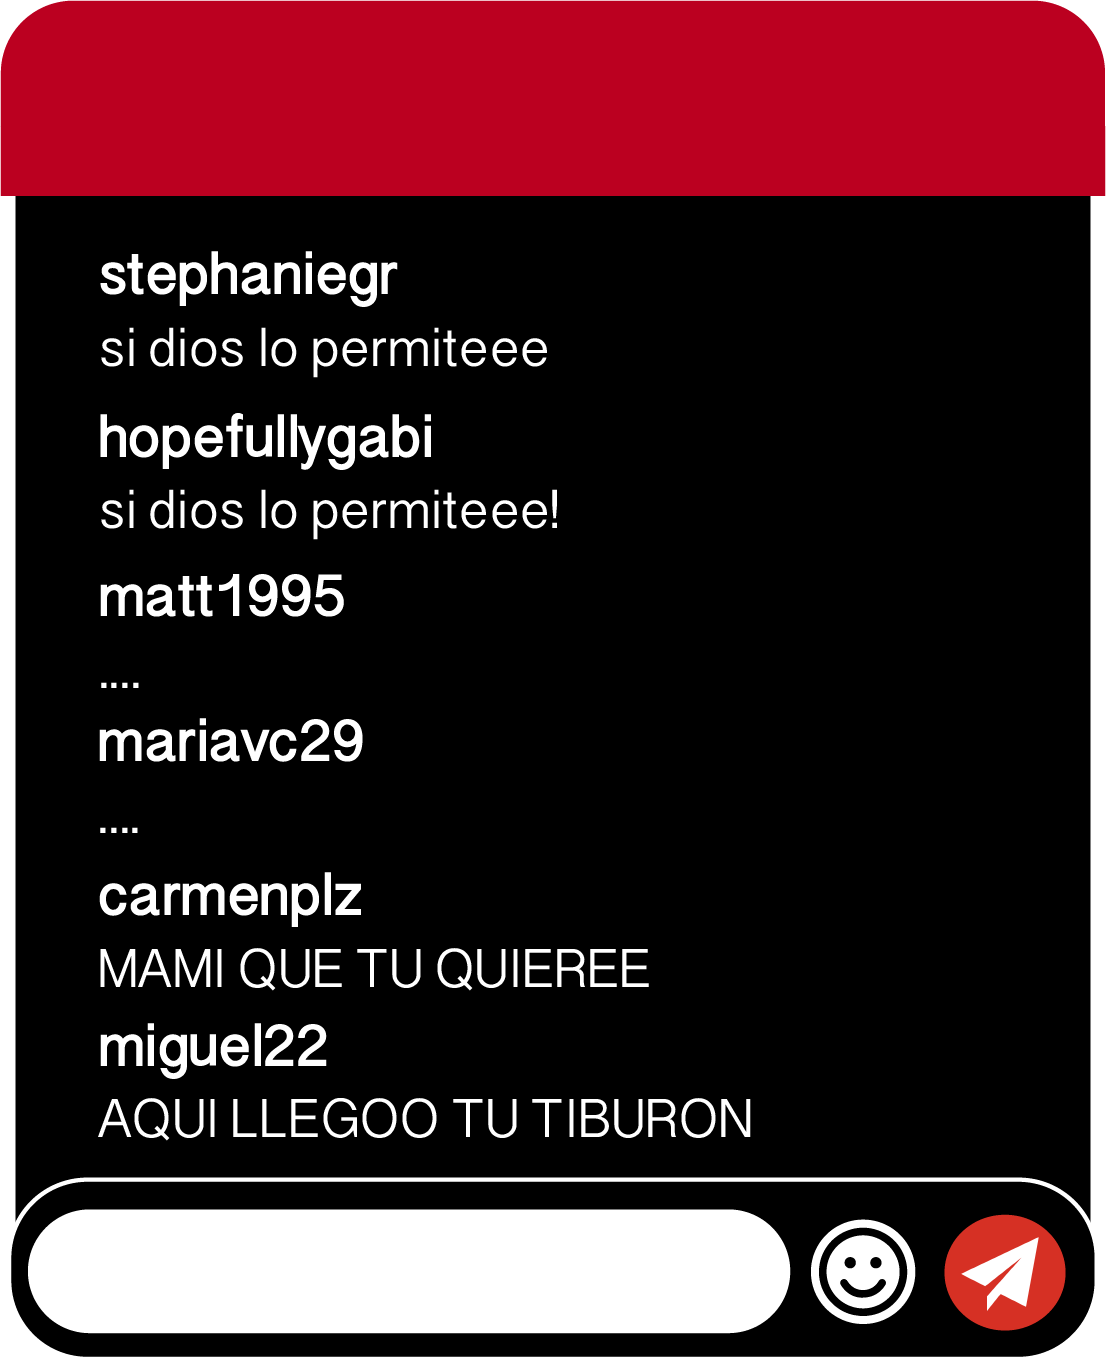 stephaniegr
si dios lo permiteee
hopefullygabi
si dios lo permiteee!
matt1995
....
mariavc29
....
carmenplz
MAMI QUE TU QUIEREE
miguel22
AQUI LLEGOO TU TIBURON